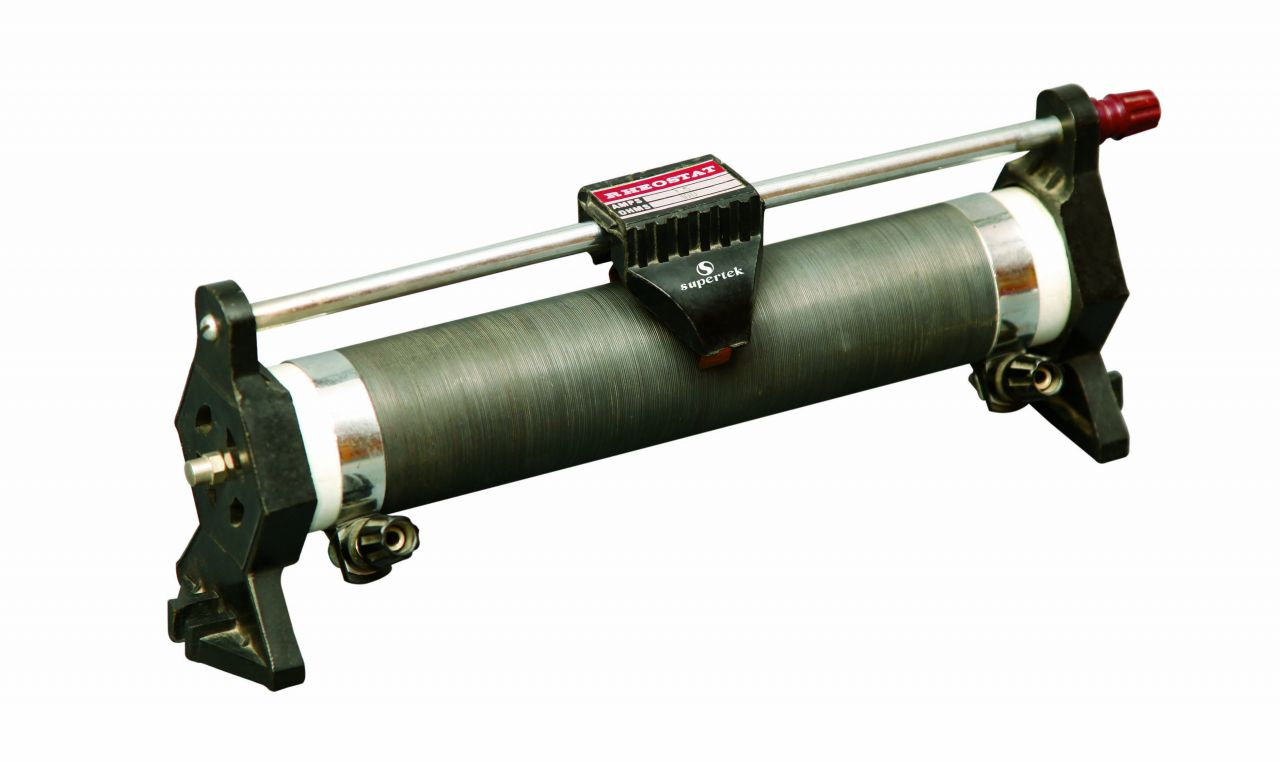 RHEOSTAT
AMPS
OHMS
supertek